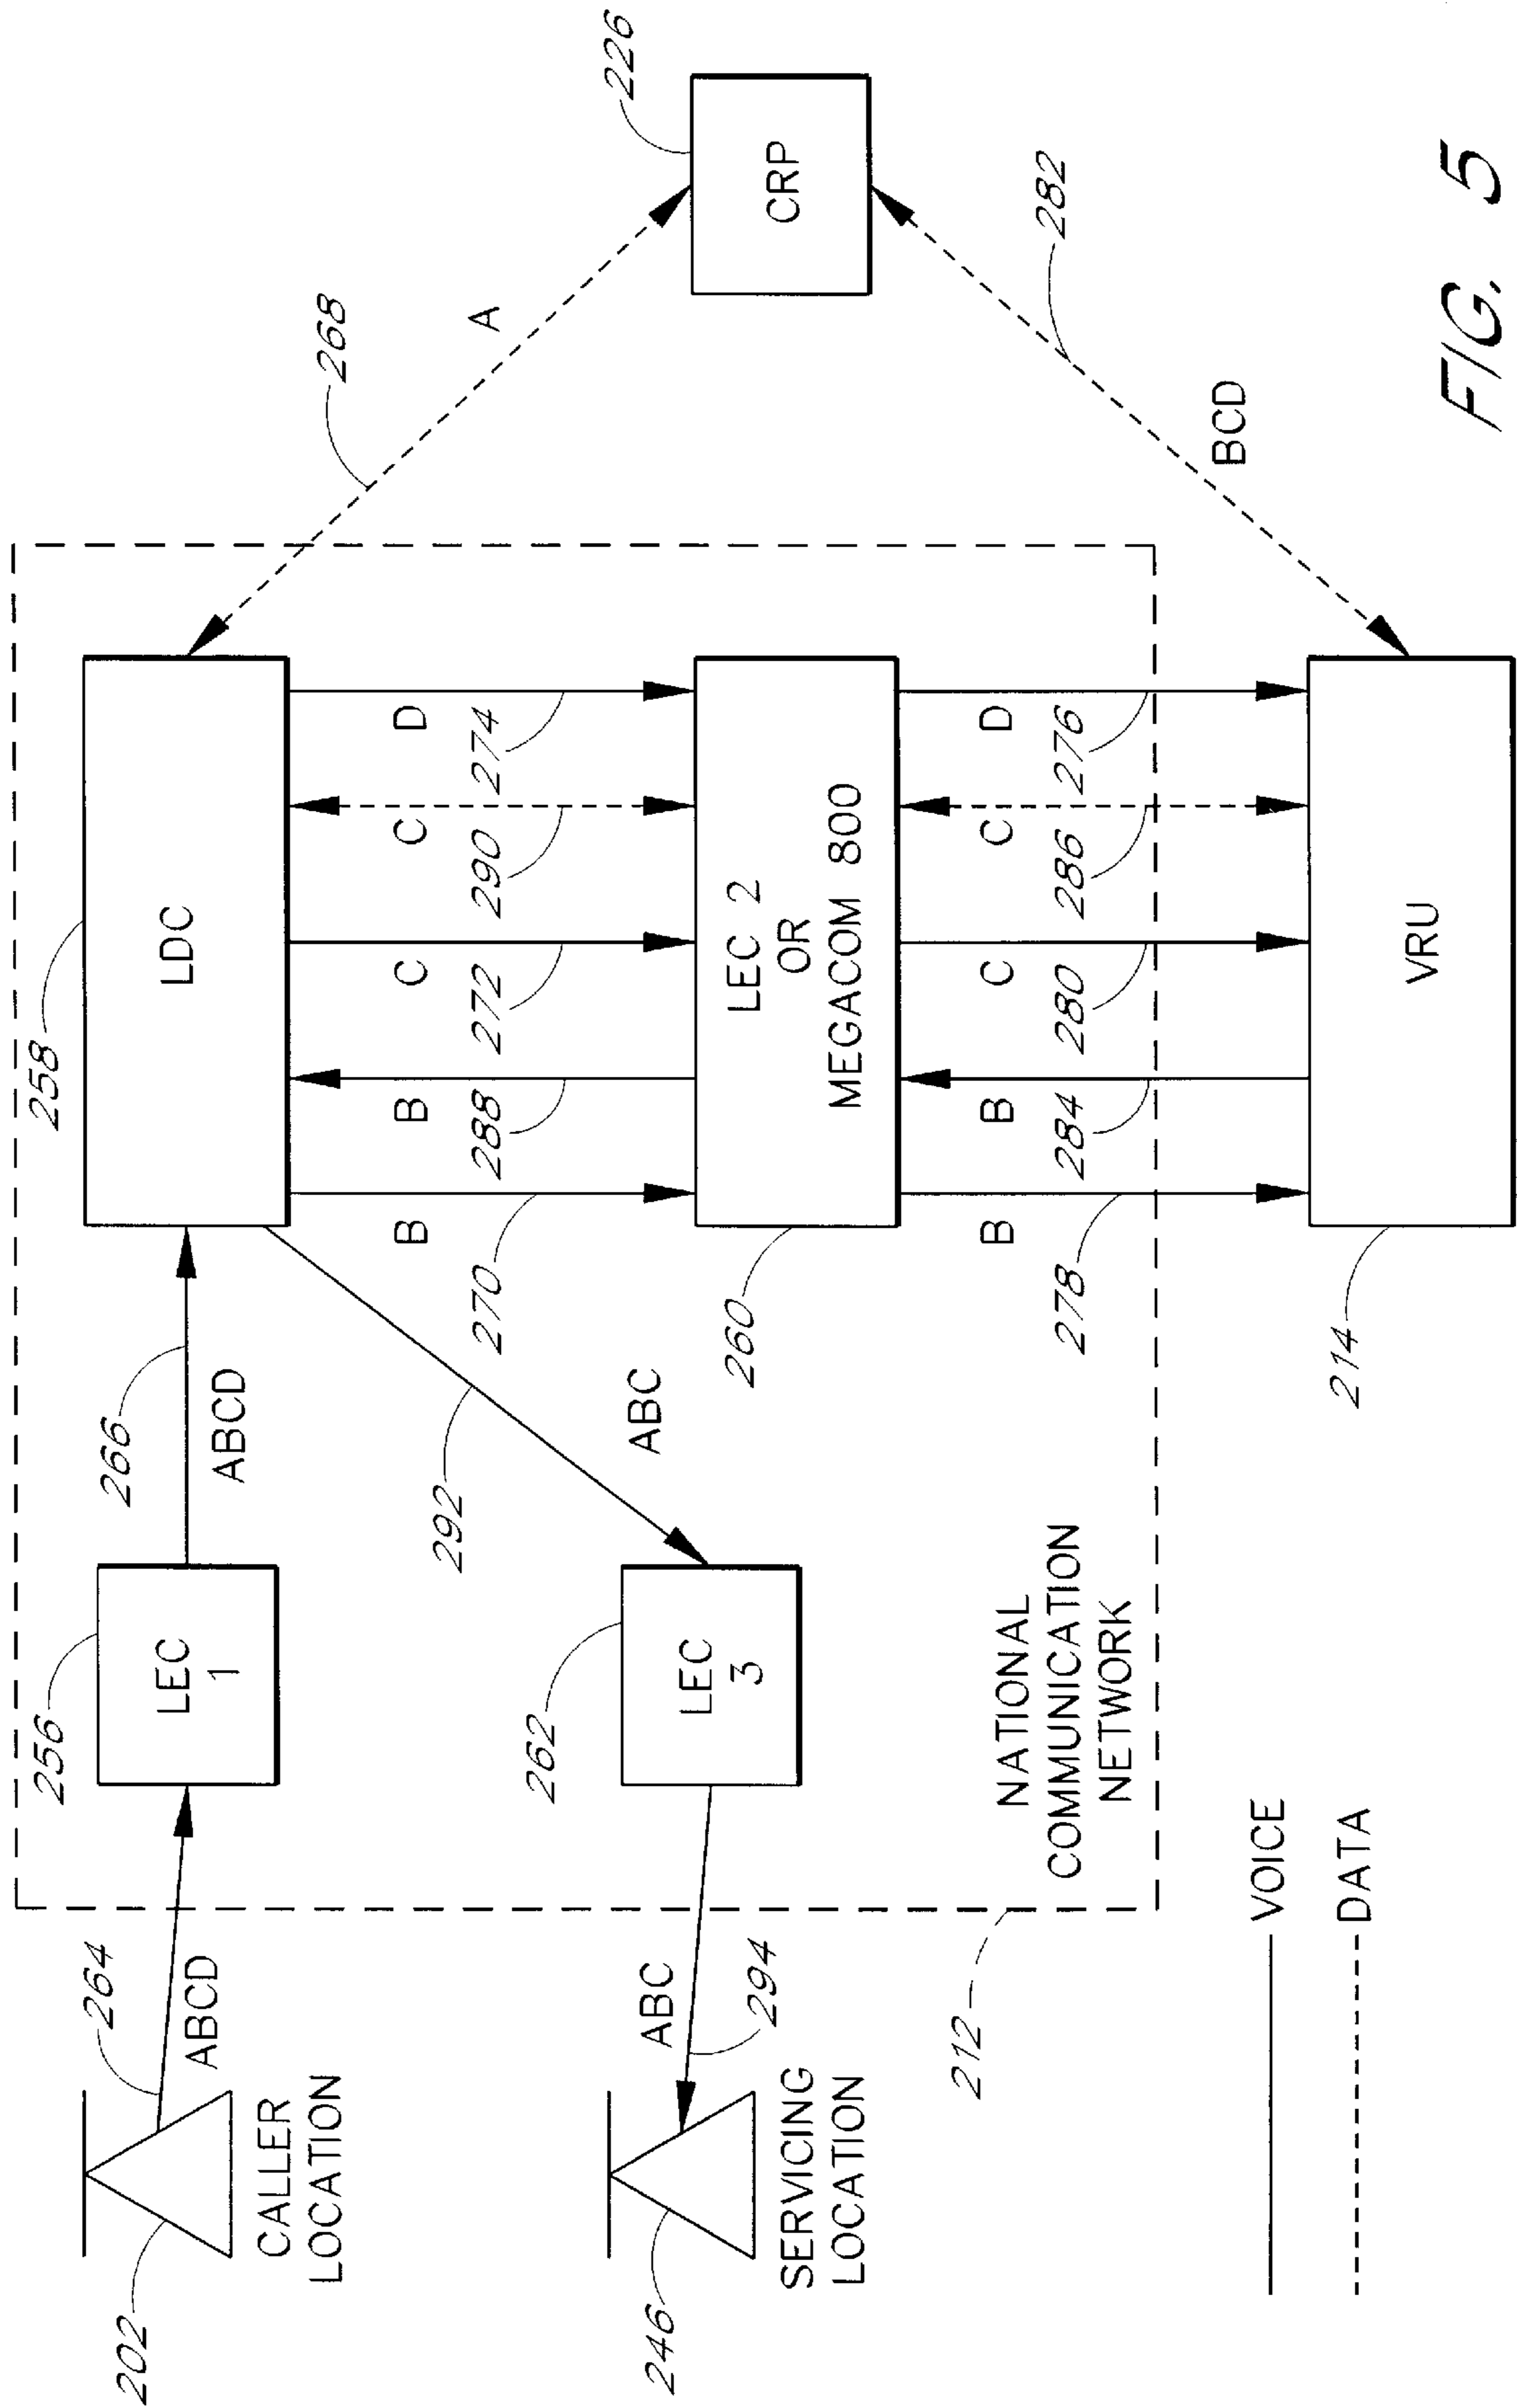 202
CALLER
LOCATION
264
ABCD
256
LEC
1
266
ABCD
258
LDC
268
A
226
CRP
246
SERVICING
LOCATION
ABC
294
262
LEC
3
292
ABC
B
270
B
288
C
272
C
290
D
274
260
LEC 2
OR
MEGACOM 800
212
NATIONAL
COMMUNICATION
NETWORK
B
278
B
284
C
280
C
286
D
276
282
BCD
214
VRU
VOICE
DATA
FIG. 5